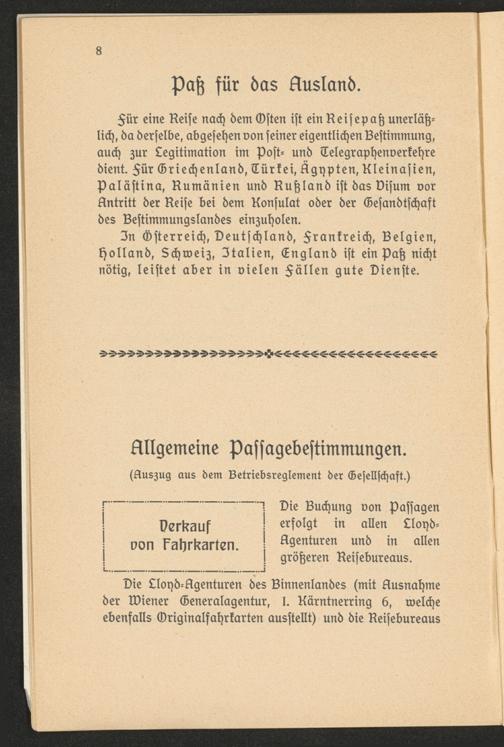 8
Paß für das Ausland.
Für eine Reise nach dem Osten ist ein Reisepaß unerläß-
lich, da derselbe, abgesehen von seiner eigentlichen Bestimmung,
auch zur Legitimation im Post- und Telegraphenverkehre
dient. Für Griechenland, Türkei, Ägypten, Kleinasien,
Palästina, Rumänien und Rußland ist das Visum vor
Antritt der Reise bei dem Konsulat oder der Gesandtschaft
des Bestimmungslandes einzuholen.
In Österreich, Deutschland, Frankreich, Belgien,
Holland, Schweiz, Italien, England ist ein Paß nicht
nötig, leistet aber in vielen Fällen gute Dienste.
Allgemeine Passagebestimmungen.
(Auszug aus dem Betriebsreglement der Gesellschaft.)
Verkauf
von Fahrkarten.
Die Buchung von Passagen
erfolgt in allen Lloyd-
Agenturen und in allen
größeren Reisebureaus.
Die Lloyd-Agenturen des Binnenlandes (mit Ausnahme
der Wiener Generalagentur, I. Kärntnerring 6, welche
ebenfalls Originalfahrkarten ausstellt) und die Reisebureaus